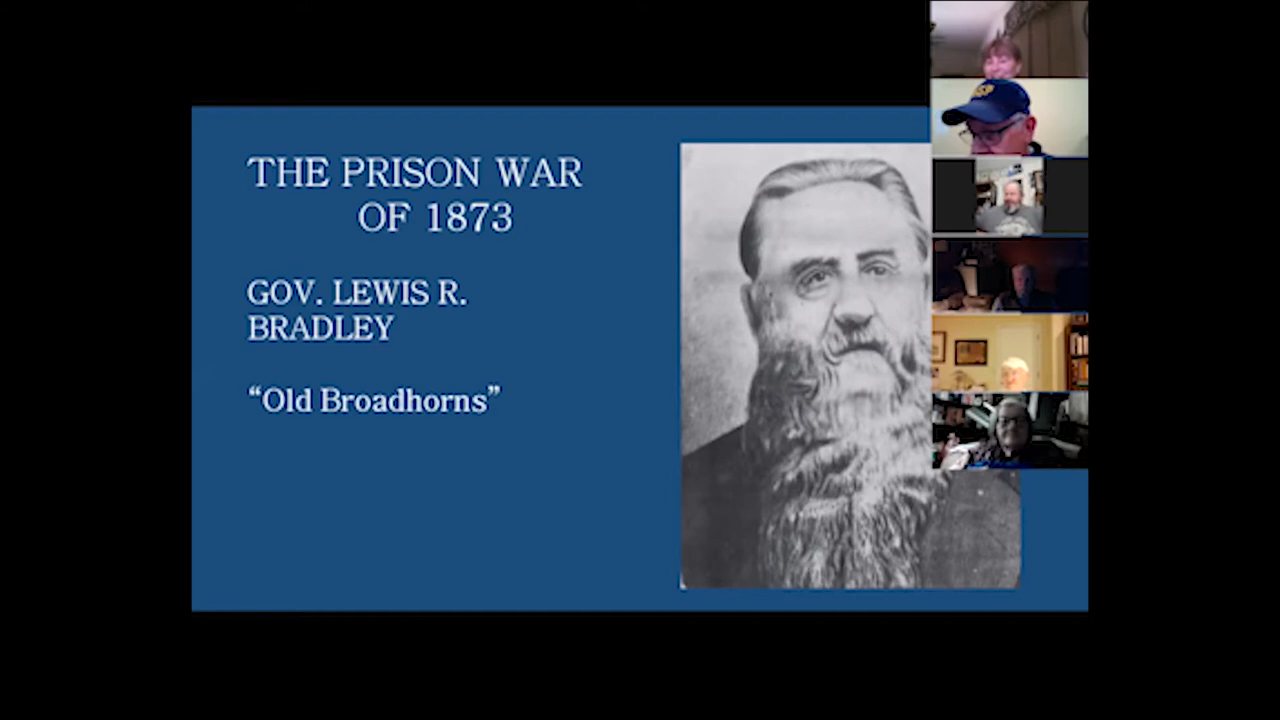 THE PRISON WAR
OF 1873
GOV. LEWIS R.
BRADLEY
“Old Broadhorns”